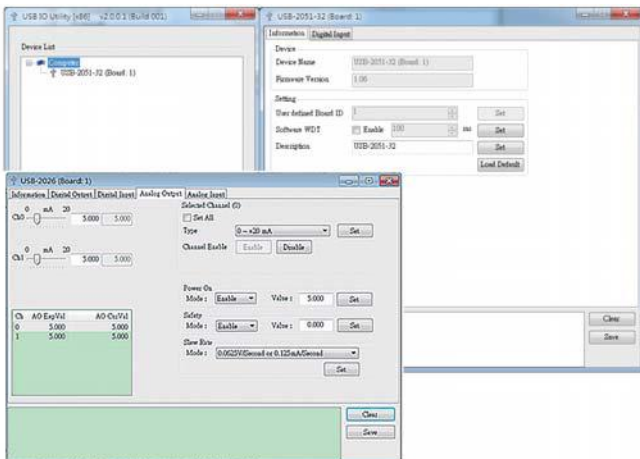 USB IO Utility [x86] v2.0.0.1 (Build 001)
Device List
Computer
USB-2051-32 (Board: 1)
USB-2051-32 (Board: 1)
Information Digital Input
Device
Device Name USB-2051-32 (Board: 1)
Firmware Version 1.06
Setting
User-defined Board ID 1 Set
Software WDT Enable 100 ms Set
Description USB-2051-32 Set
Load Default
Clear
Save
USB-2026 (Board: 1)
Information Digital Output Digital Input Analog Output Analog Input
0 mA 20
Ch0 5.000 5.000
0 mA 20
Ch1 5.000 5.000
Ch AO ExpVal AO CurVal
0 5.000 5.000
1 5.000 5.000
Selected Channel (0)
Set All
Type 0 ~ +20 mA Set
Channel Enable Enable Disable
Power On
Mode : Enable Value : 5.000 Set
Safety
Mode : Enable Value : 0.000 Set
Slew Rate
Mode : 0.0625V/Second or 0.125mA/Second
Set
Clear
Save